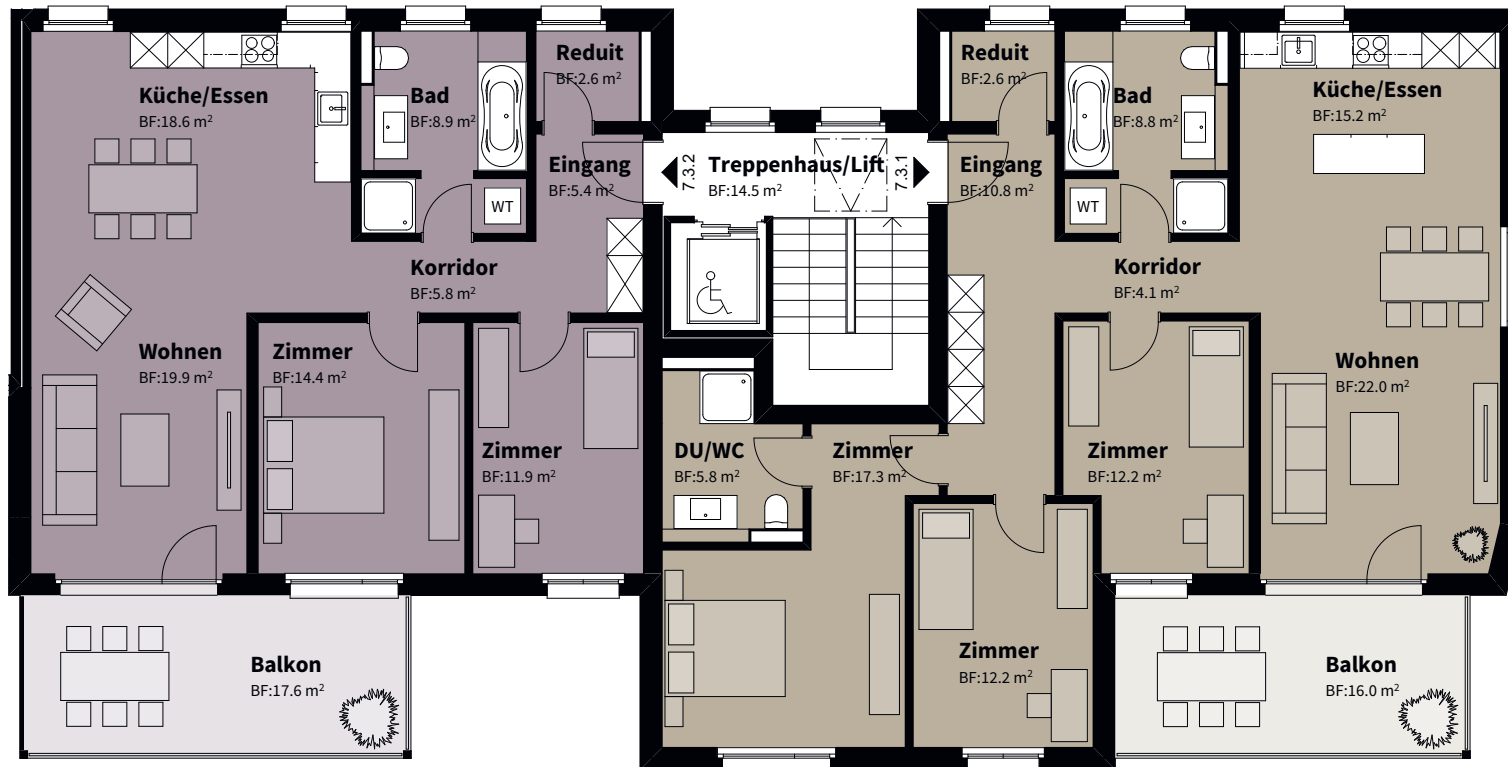 Küche/Essen
BF:18.6 m²
Bad
BF:8.9 m²
Reduit
BF:2.6 m²
Eingang
BF:5.4 m²
WT
Korridor
BF:5.8 m²
Wohnen
BF:19.9 m²
Zimmer
BF:14.4 m²
Zimmer
BF:11.9 m²
Balkon
BF:17.6 m²
7.3.2
Treppenhaus/Lift
BF:14.5 m²
7.3.1
Reduit
BF:2.6 m²
Bad
BF:8.8 m²
Küche/Essen
BF:15.2 m²
Eingang
BF:10.8 m²
WT
Korridor
BF:4.1 m²
Wohnen
BF:22.0 m²
DU/WC
BF:5.8 m²
Zimmer
BF:17.3 m²
Zimmer
BF:12.2 m²
Zimmer
BF:12.2 m²
Balkon
BF:16.0 m²